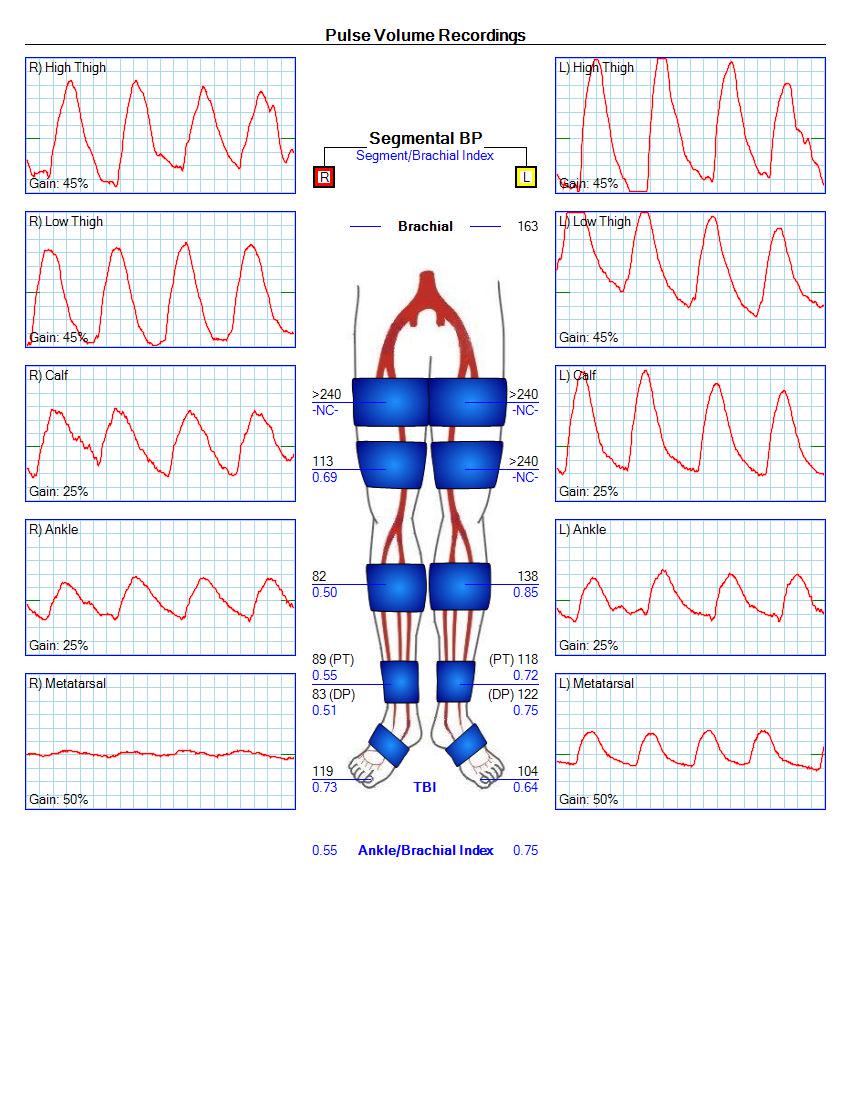 Pulse Volume Recordings
R) High Thigh
Gain: 45%
R) Low Thigh
Gain: 45%
R) Calf
Gain: 25%
R) Ankle
Gain: 25%
R) Metatarsal
Gain: 50%
Segmental BP
Segment/Brachial Index
R
L
Brachial
163
>240
-NC-
>240
-NC-
113
0.69
>240
-NC-
82
0.50
138
0.85
89 (PT)
0.55
83 (DP)
0.51
(PT) 118
0.72
(DP) 122
0.75
119
0.73
TBI
104
0.64
0.55 Ankle/Brachial Index 0.75
L) High Thigh
Gain: 45%
L) Low Thigh
Gain: 45%
L) Calf
Gain: 25%
L) Ankle
Gain: 25%
L) Metatarsal
Gain: 50%